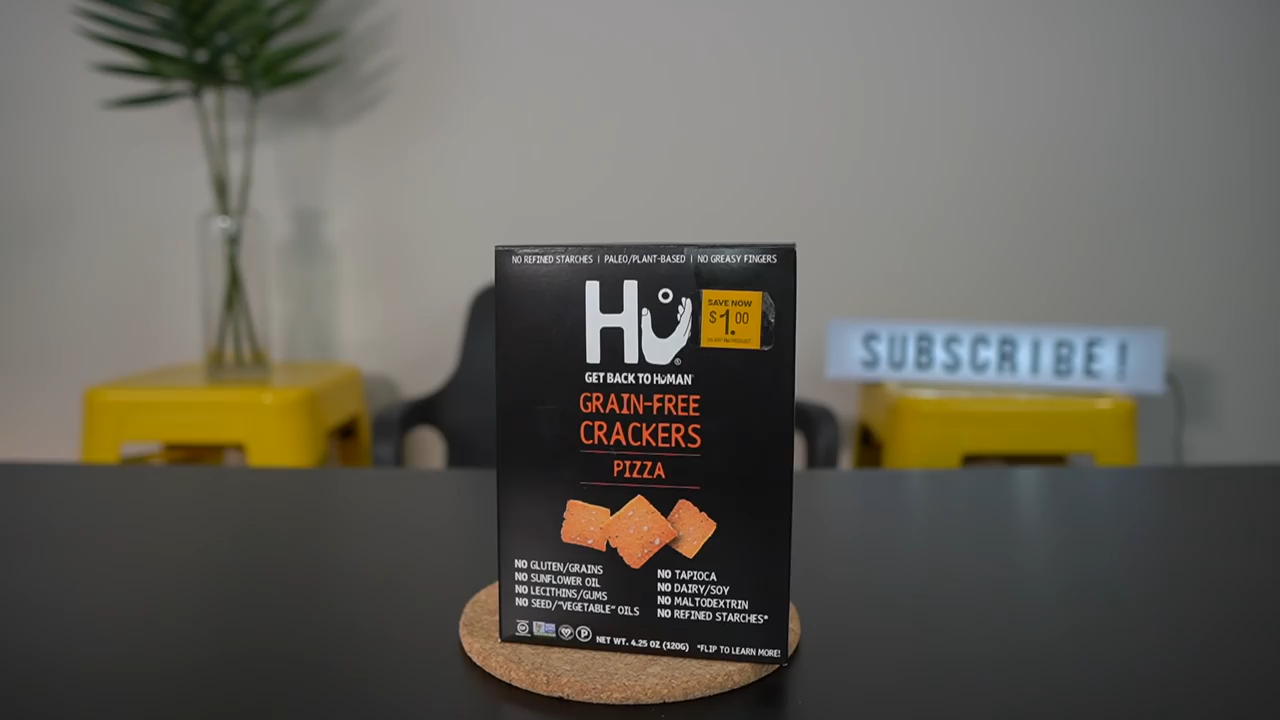 NO REFINED STARCHES | PALEO/PLANT-BASED | NO GREASY FINGERS
HU
SAVE NOW
$1.00
GET BACK TO HUMAN
GRAIN-FREE
CRACKERS
PIZZA
SUBSCRIBE!
NO GLUTEN/GRAINS
NO SUNFLOWER OIL
NO LECITHINS/GUMS
NO SEED/"VEGETABLE" OILS
NO TAPIOCA
NO DAIRY/SOY
NO MALTODEXTRIN
NO REFINED STARCHES*
NET WT. 4.25 OZ (120G)
*FLIP TO LEARN MORE!